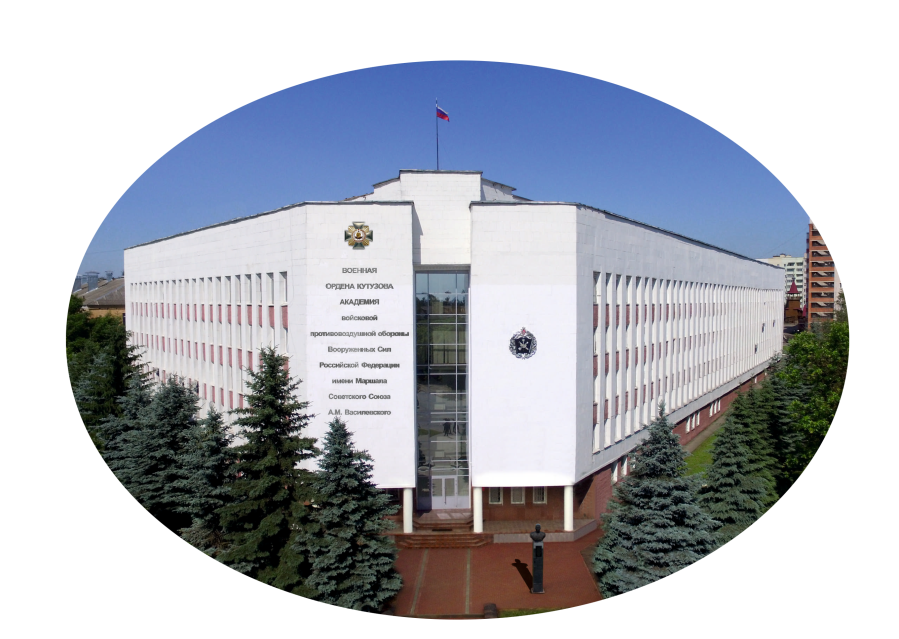 ВОЕННАЯ
ОРДЕНА КУТУЗОВА
АКАДЕМИЯ
войсковой
противовоздушной обороны
Вооруженных Сил
Российской Федерации
имени Маршала
Советского Союза
А.М. Василевского